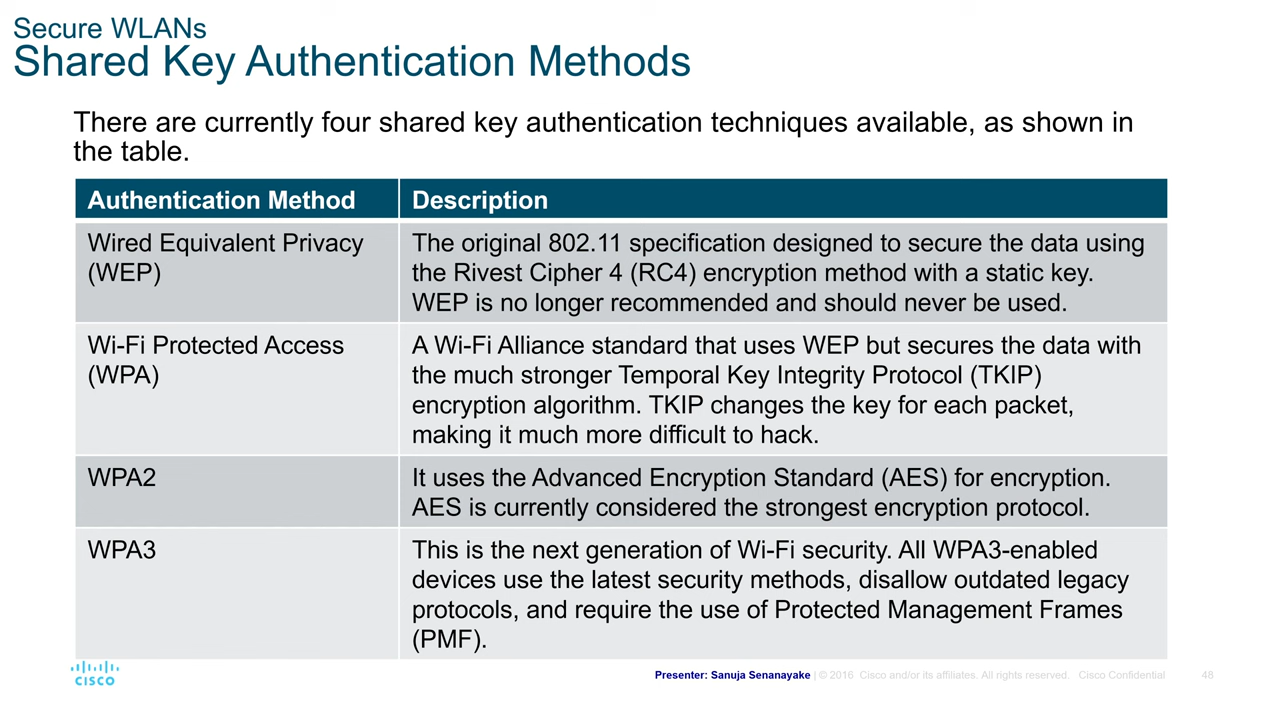 Secure WLANs
Shared Key Authentication Methods
There are currently four shared key authentication techniques available, as shown in
the table.
Authentication Method
Description
Wired Equivalent Privacy
(WEP)
The original 802.11 specification designed to secure the data using
the Rivest Cipher 4 (RC4) encryption method with a static key.
WEP is no longer recommended and should never be used.
Wi-Fi Protected Access
(WPA)
A Wi-Fi Alliance standard that uses WEP but secures the data with
the much stronger Temporal Key Integrity Protocol (TKIP)
encryption algorithm. TKIP changes the key for each packet,
making it much more difficult to hack.
WPA2
It uses the Advanced Encryption Standard (AES) for encryption.
AES is currently considered the strongest encryption protocol.
WPA3
This is the next generation of Wi-Fi security. All WPA3-enabled
devices use the latest security methods, disallow outdated legacy
protocols, and require the use of Protected Management Frames
(PMF).
CISCO
Presenter: Sanuja Senanayake | © 2016 Cisco and/or its affiliates. All rights reserved. Cisco Confidential 48